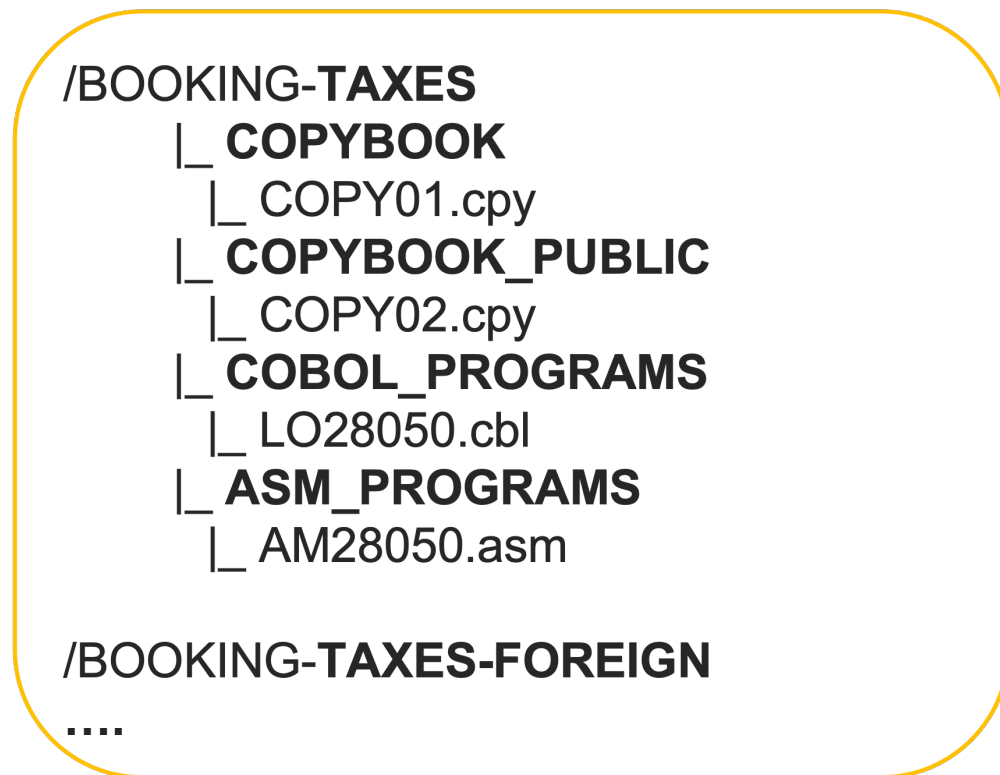 /BOOKING-TAXES
|_ COPYBOOK
|_ COPY01.cpy
|_ COPYBOOK_PUBLIC
|_ COPY02.cpy
|_ COBOL_PROGRAMS
|_ LO28050.cbl
|_ ASM_PROGRAMS
|_ AM28050.asm
/BOOKING-TAXES-FOREIGN
....